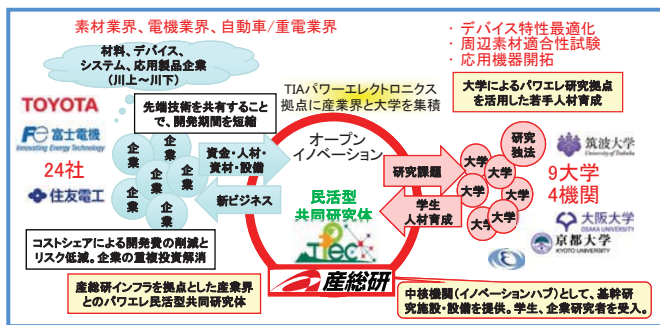 素材業界、電機業界、自動車/重電業界
・ デバイス特性最適化
・ 周辺素材適合性試験
・ 応用機器開拓
材料、デバイス、
システム、応用製品企業
(川上～川下)
TIAパワーエレクトロニクス
拠点に産業界と大学を集積
大学によるパワエレ研究拠点
を活用した若手人材育成
TOYOTA
先端技術を共有すること
で、開発期間を短縮
富士電機
Innovating Energy Technology
24社
住友電工
企業
企業
企業
企業
企業
企業
企業
資金・人材・
資材・設備
新ビジネス
オープン
イノベーション
民活型
共同研究体
TPEC
産総研
研究課題
学生
人材育成
研究
独法
大学
大学
大学
大学
大学
大学
大学
筑波大学
University of Tsukuba
9大学
4機関
大阪大学
OSAKA UNIVERSITY
京都大学
KYOTO UNIVERSITY
コストシェアによる開発費の削減と
リスク低減。企業の重複投資解消
産総研インフラを拠点とした産業界
とのパワエレ民活型共同研究体
中核機関(イノベーションハブ)として、基幹研
究施設・設備を提供。学生、企業研究者を受入。